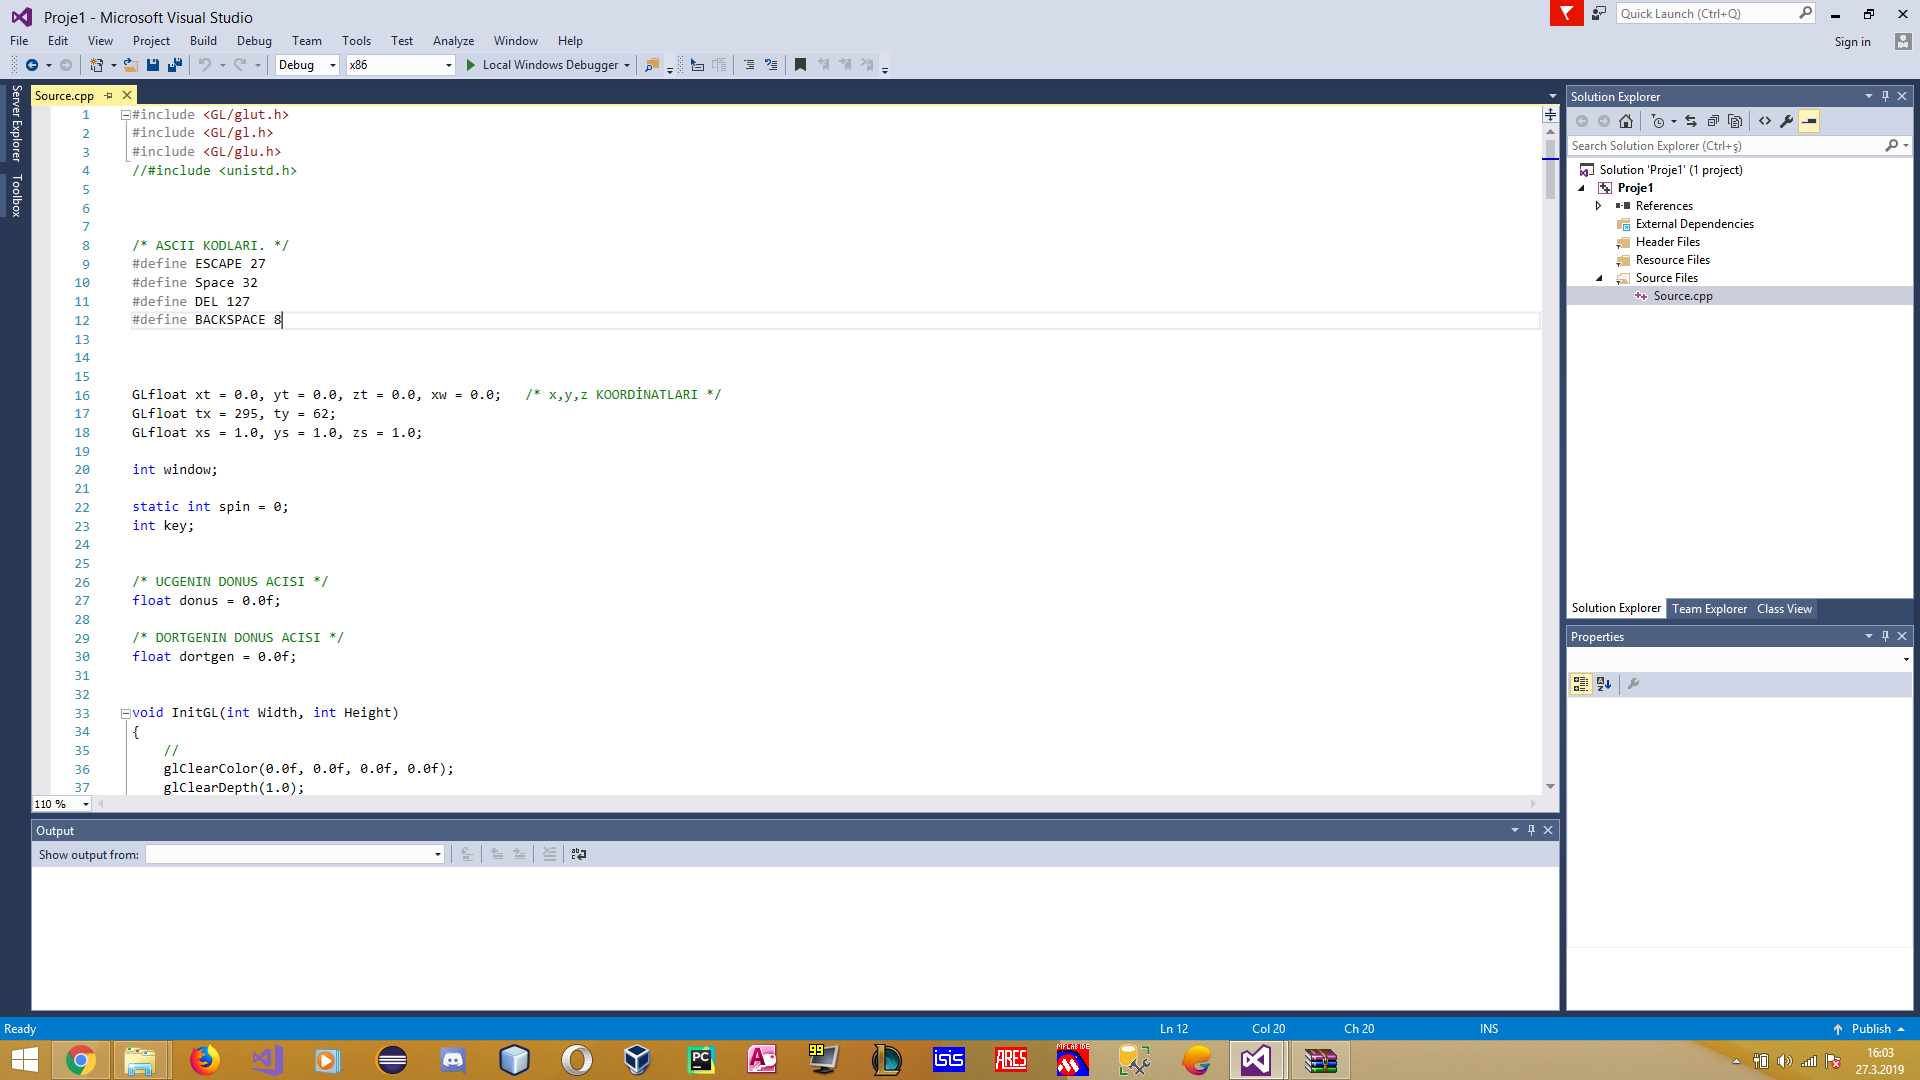 Proje1 - Microsoft Visual Studio
Quick Launch (Ctrl+Q)
File Edit View Project Build Debug Team Tools Test Analyze Window Help
Sign in
Debug x86 Local Windows Debugger
Server Explorer
Toolbox
Source.cpp
1 #include <GL/glut.h>
2 #include <GL/gl.h>
3 #include <GL/glu.h>
4 //#include <unistd.h>
5
6
7
8 /* ASCII KODLARI. */
9 #define ESCAPE 27
10 #define Space 32
11 #define DEL 127
12 #define BACKSPACE 8
13
14
15
16 GLfloat xt = 0.0, yt = 0.0, zt = 0.0, xw = 0.0; /* x,y,z KOORDİNATLARI */
17 GLfloat tx = 295, ty = 62;
18 GLfloat xs = 1.0, ys = 1.0, zs = 1.0;
19
20 int window;
21
22 static int spin = 0;
23 int key;
24
25
26 /* UCGENIN DONUS ACISI */
27 float donus = 0.0f;
28
29 /* DORTGENIN DONUS ACISI */
30 float dortgen = 0.0f;
31
32
33 void InitGL(int Width, int Height)
34 {
35 //
36 glClearColor(0.0f, 0.0f, 0.0f, 0.0f);
37 glClearDepth(1.0);
110 %
Output
Show output from:
Solution Explorer
Search Solution Explorer (Ctrl+ş)
Solution 'Proje1' (1 project)
Proje1
References
External Dependencies
Header Files
Resource Files
Source Files
Source.cpp
Solution Explorer Team Explorer Class View
Properties
Ready
Ln 12 Col 20 Ch 20 INS
Publish
PC
99
isis
ARES
MPLAB IDE
16:03
27.3.2019